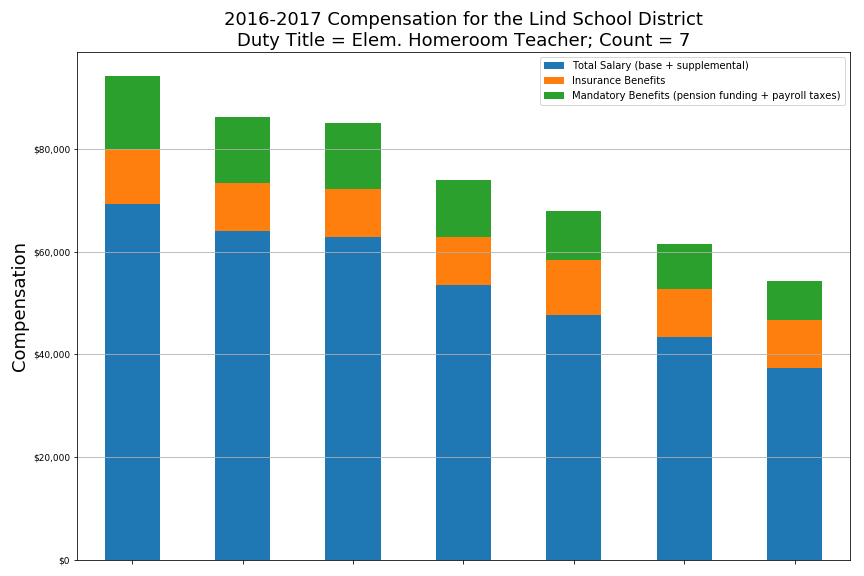 2016-2017 Compensation for the Lind School District
Duty Title = Elem. Homeroom Teacher; Count = 7
Total Salary (base + supplemental)
Insurance Benefits
Mandatory Benefits (pension funding + payroll taxes)
$80,000
$60,000
$40,000
$20,000
$0
Compensation